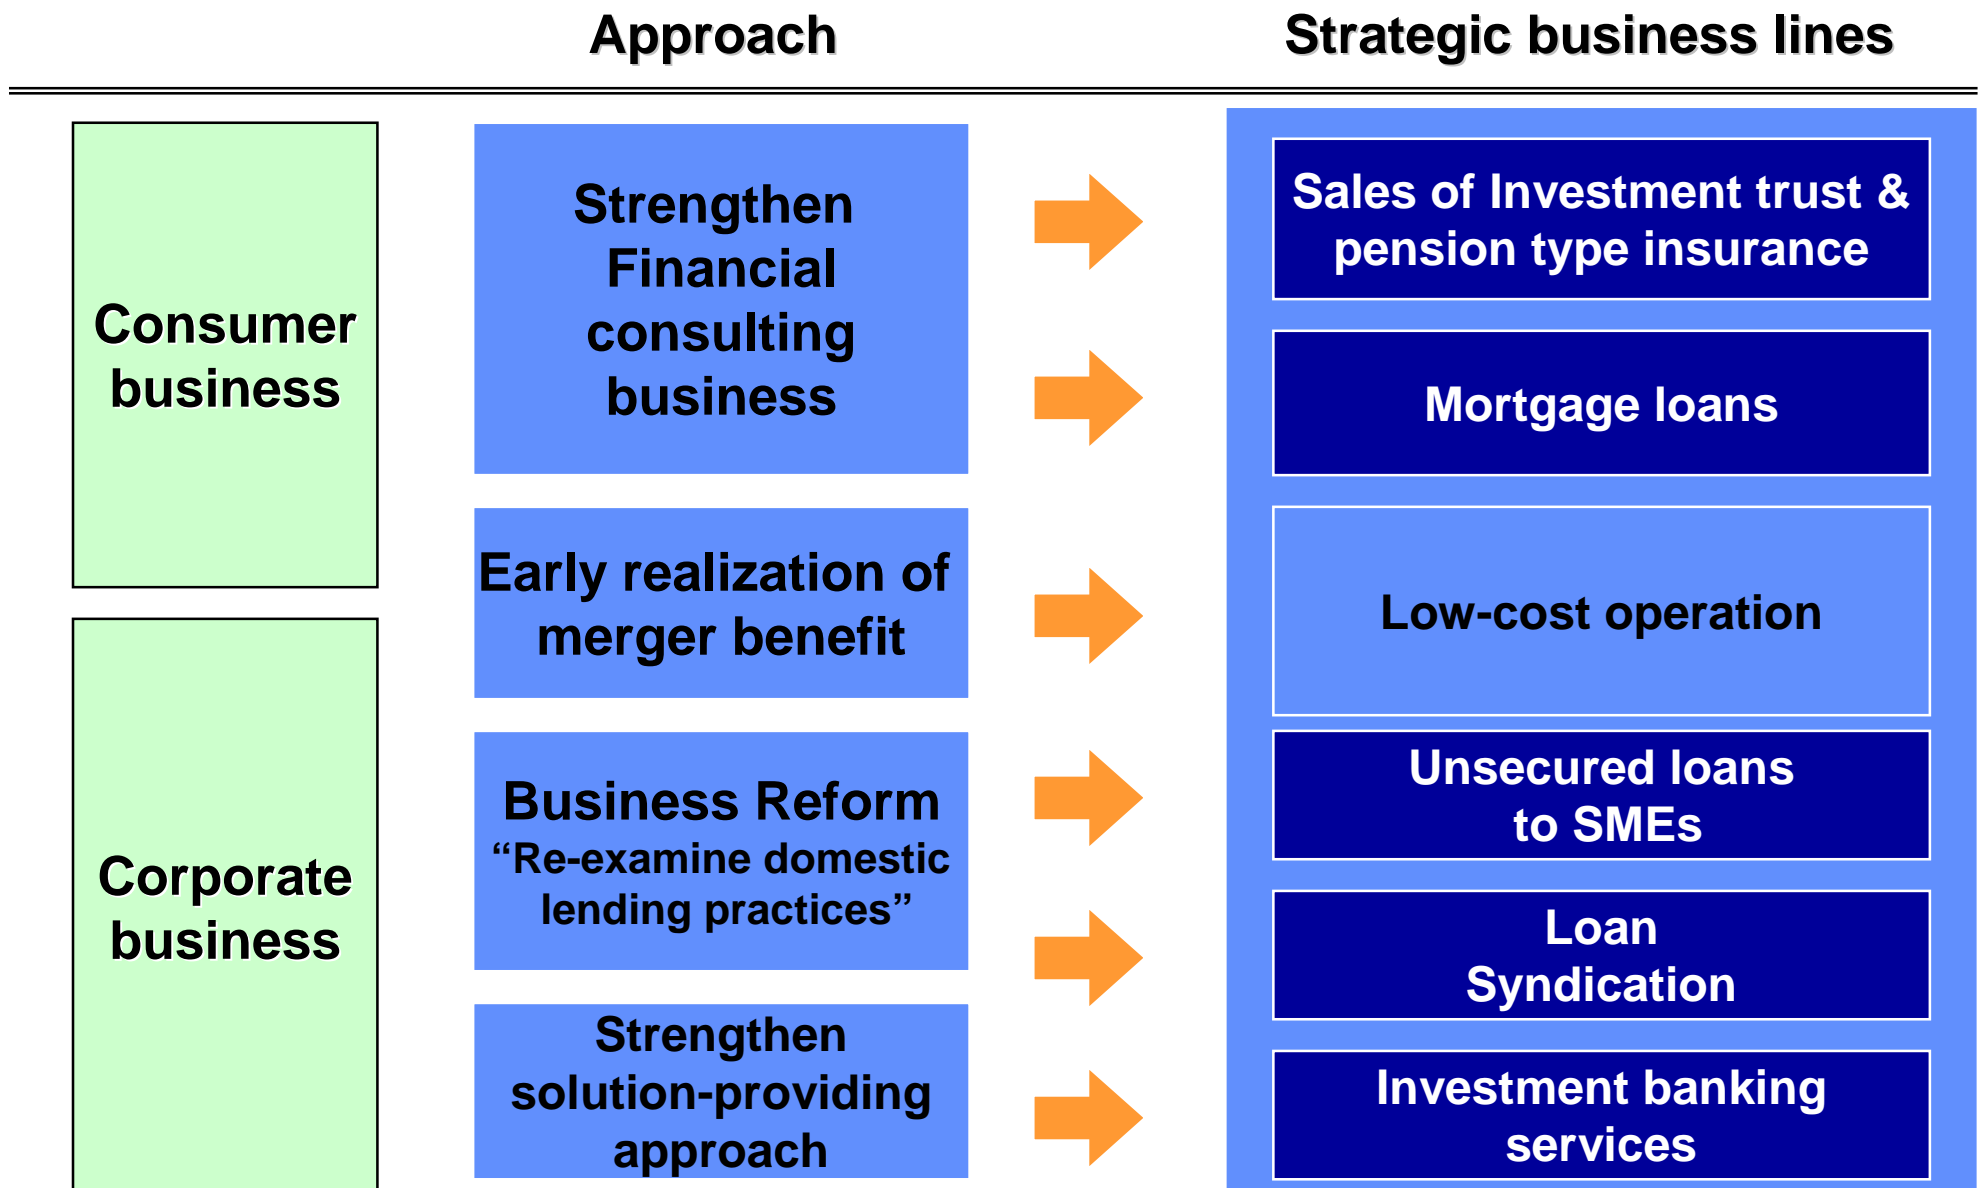 Approach
Strategic business lines
Consumer
business
Strengthen
Financial
consulting
business
Sales of Investment trust &
pension type insurance
Mortgage loans
Early realization of
merger benefit
Low-cost operation
Corporate
business
Business Reform
“Re-examine domestic
lending practices”
Unsecured loans
to SMEs
Loan
Syndication
Strengthen
solution-providing
approach
Investment banking
services